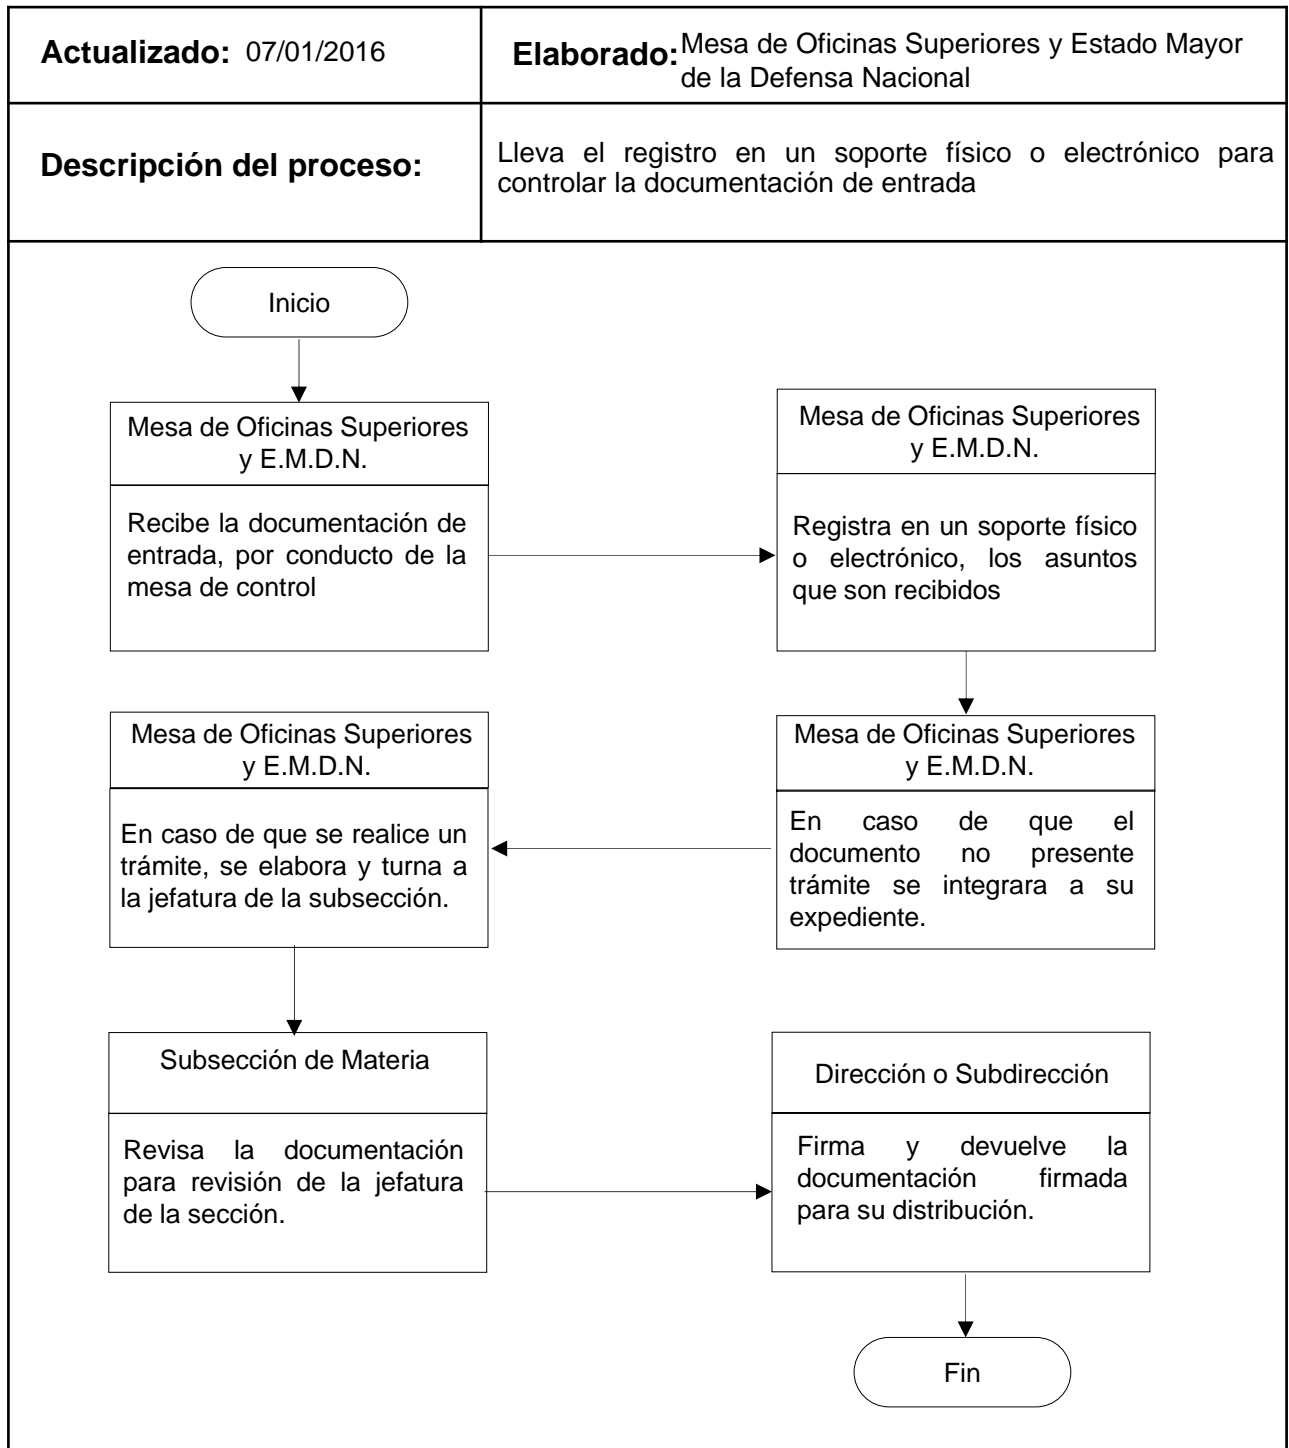 Actualizado: 07/01/2016
Elaborado: Mesa de Oficinas Superiores y Estado Mayor
de la Defensa Nacional
Descripción del proceso:
Lleva el registro en un soporte físico o electrónico para
controlar la documentación de entrada
Inicio
Mesa de Oficinas Superiores
y E.M.D.N.
Recibe la documentación de
entrada, por conducto de la
mesa de control
Mesa de Oficinas Superiores
y E.M.D.N.
Registra en un soporte físico
o electrónico, los asuntos
que son recibidos
Mesa de Oficinas Superiores
y E.M.D.N.
En caso de que el
documento no presente
trámite se integrara a su
expediente.
Mesa de Oficinas Superiores
y E.M.D.N.
En caso de que se realice un
trámite, se elabora y turna a
la jefatura de la subsección.
Subsección de Materia
Revisa la documentación
para revisión de la jefatura
de la sección.
Dirección o Subdirección
Firma y devuelve la
documentación firmada
para su distribución.
Fin